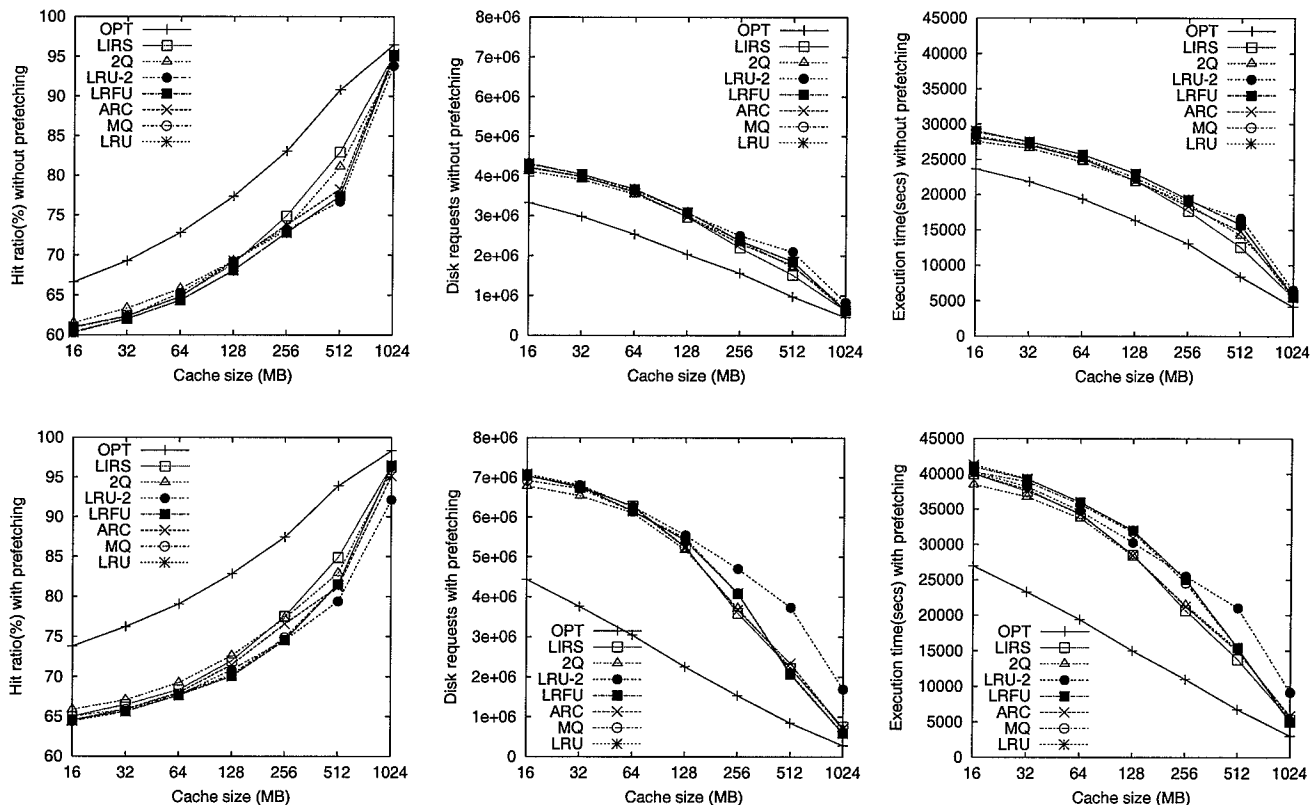 Hit ratio(%) without prefetching
100
95
90
85
80
75
70
65
60
16 32 64 128 256 512 1024
Cache size (MB)
OPT
LIRS
2Q
LRU-2
LRFU
ARC
MQ
LRU
Disk requests without prefetching
8e+06
7e+06
6e+06
5e+06
4e+06
3e+06
2e+06
1e+06
0
16 32 64 128 256 512 1024
Cache size (MB)
OPT
LIRS
2Q
LRU-2
LRFU
ARC
MQ
LRU
Execution time(secs) without prefetching
45000
40000
35000
30000
25000
20000
15000
10000
5000
0
16 32 64 128 256 512 1024
Cache size (MB)
OPT
LIRS
2Q
LRU-2
LRFU
ARC
MQ
LRU
Hit ratio(%) with prefetching
100
95
90
85
80
75
70
65
60
16 32 64 128 256 512 1024
Cache size (MB)
OPT
LIRS
2Q
LRU-2
LRFU
ARC
MQ
LRU
Disk requests with prefetching
8e+06
7e+06
6e+06
5e+06
4e+06
3e+06
2e+06
1e+06
0
16 32 64 128 256 512 1024
Cache size (MB)
OPT
LIRS
2Q
LRU-2
LRFU
ARC
MQ
LRU
Execution time(secs) with prefetching
45000
40000
35000
30000
25000
20000
15000
10000
5000
0
16 32 64 128 256 512 1024
Cache size (MB)
OPT
LIRS
2Q
LRU-2
LRFU
ARC
MQ
LRU